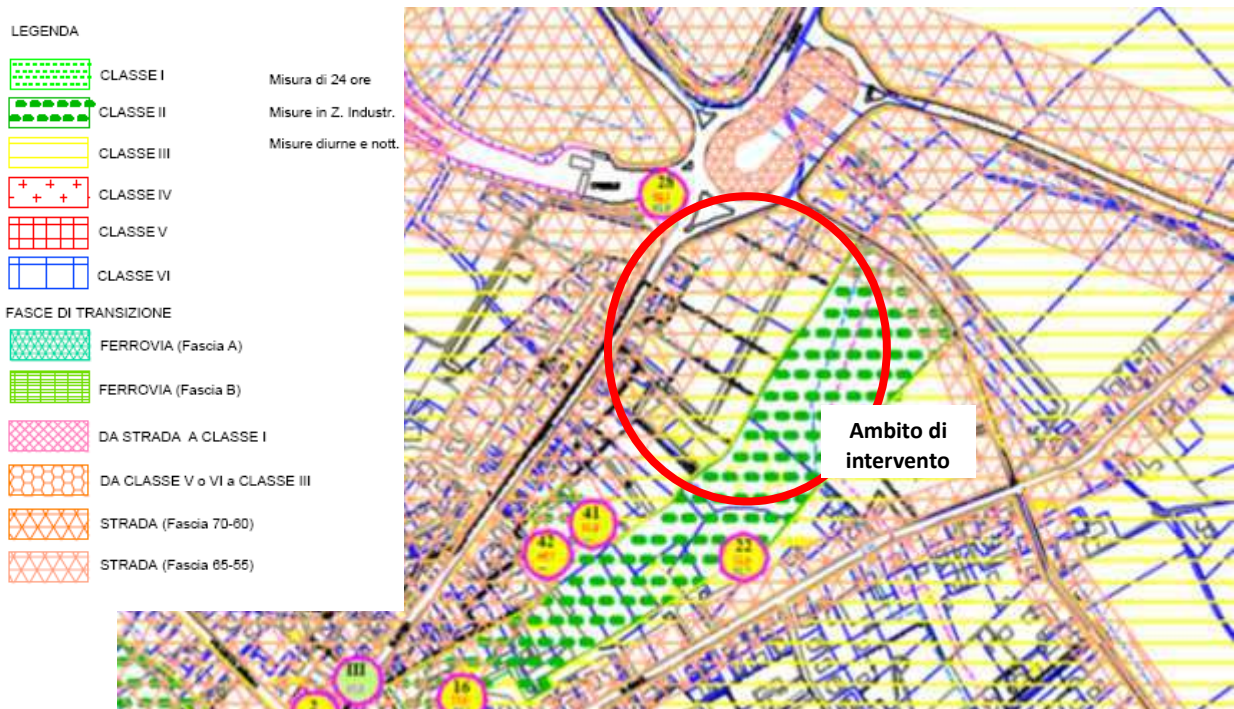 LEGENDA
CLASSE I
CLASSE II
CLASSE III
CLASSE IV
CLASSE V
CLASSE VI
Misura di 24 ore
Misure in Z. Industr.
Misure diurne e nott.
FASCE DI TRANSIZIONE
FERROVIA (Fascia A)
FERROVIA (Fascia B)
DA STRADA A CLASSE I
DA CLASSE V o VI a CLASSE III
STRADA (Fascia 70-60)
STRADA (Fascia 65-55)
28
Ambito di
intervento
41
42
22
III
16
2